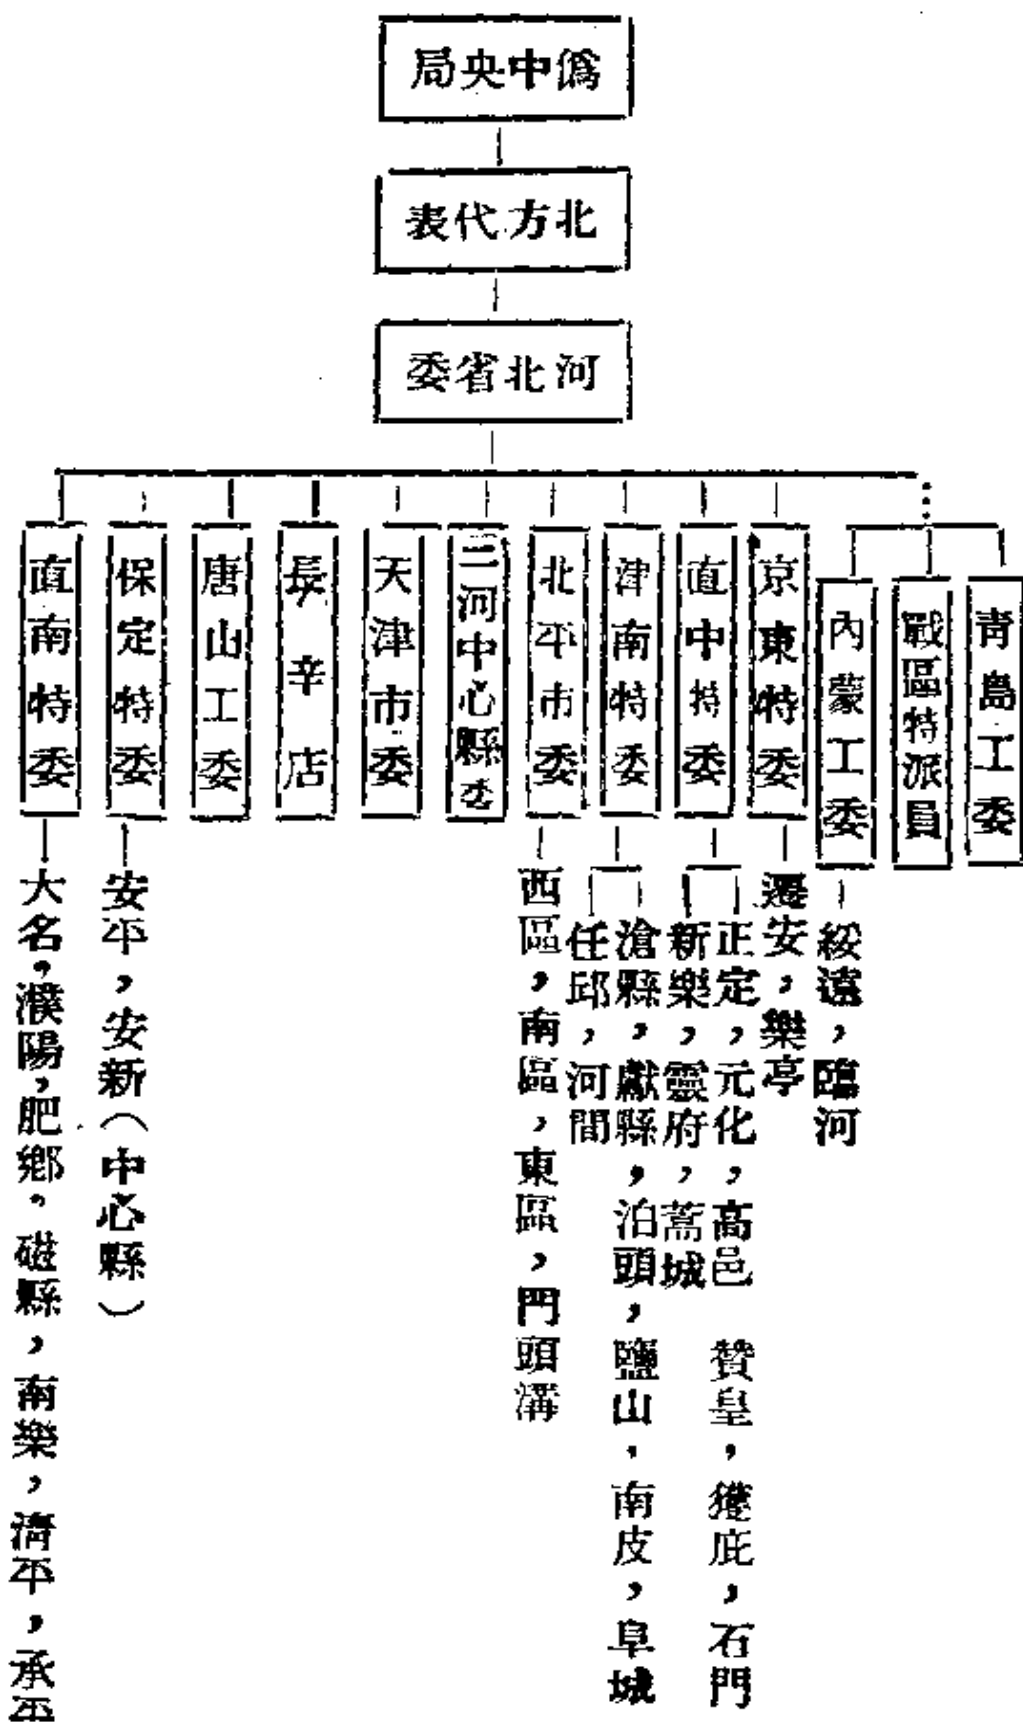 僞中央局
北方代表
河北省委
青島工委
戰區特派員
內蒙工委
京東特委
直中特委
津南特委
北平市委
三河中心縣委
天津市委
長辛店
唐山工委
保定特委
直南特委
綏遠，臨河
遷安，樂亭
正定，元化，高邑 贊皇，獲庇，石門
新樂，靈府，蒿城
滄縣，獻縣，泊頭，鹽山．南皮，阜城
任邱，河間
西區，南區，東區，門頭溝
安平，安新（中心縣）
大名，濮陽，肥鄉。磁縣，南樂，清平，承平